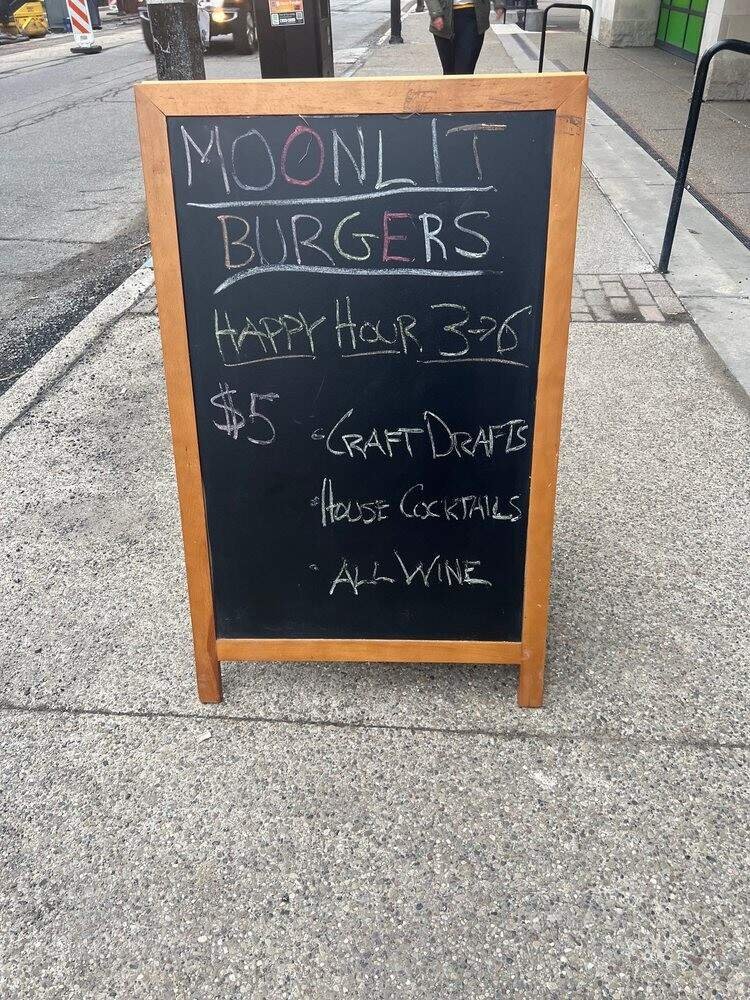 MOONLIT
BURGERS
HAPPY HOUR 3→6
$5 • CRAFT DRAFTS
• HOUSE COCKTAILS
• ALL WINE